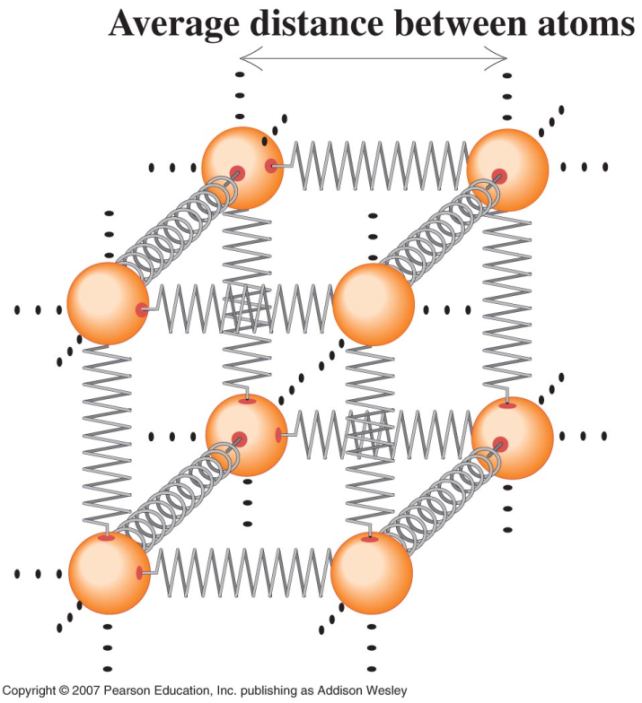 Average distance between atoms
Copyright © 2007 Pearson Education, Inc. publishing as Addison Wesley